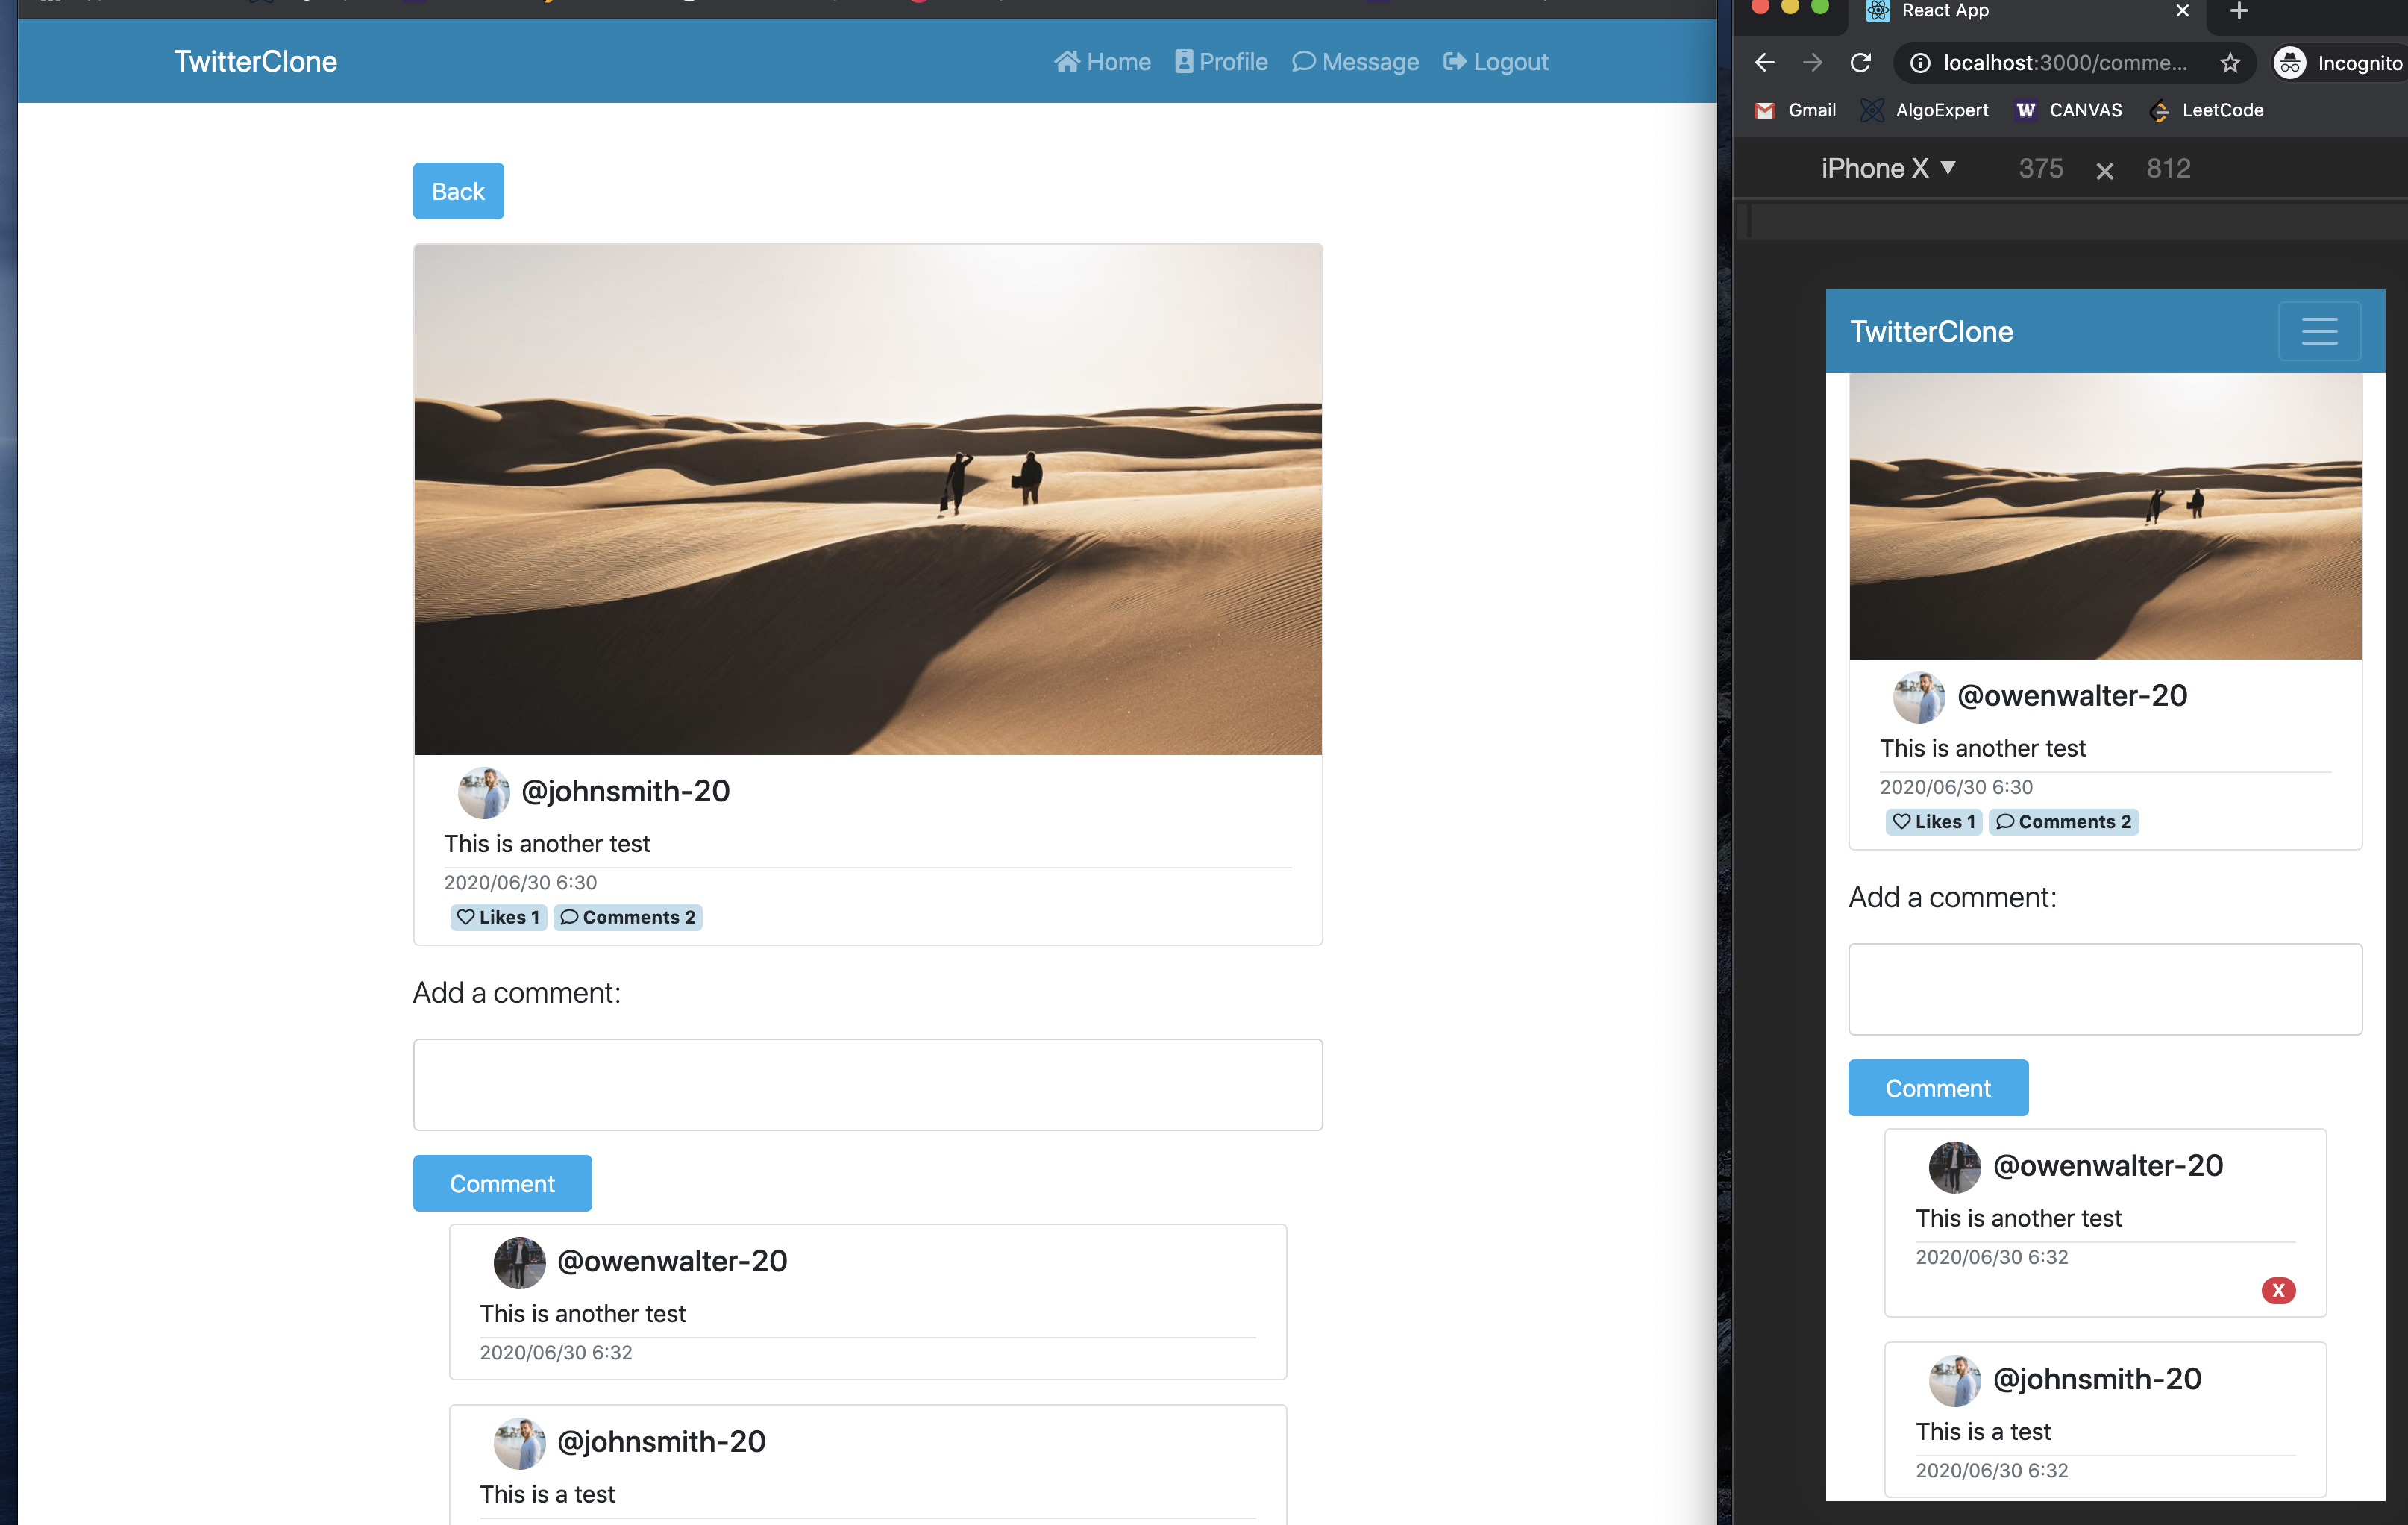 TwitterClone
Home Profile Message Logout
Back
@johnsmith-20
This is another test
2020/06/30 6:30
Likes 1 Comments 2
Add a comment:
Comment
@owenwalter-20
This is another test
2020/06/30 6:32
@johnsmith-20
This is a test
React App
localhost:3000/comme...
Incognito
Gmail AlgoExpert CANVAS LeetCode
iPhone X ▼ 375 × 812
TwitterClone
@owenwalter-20
This is another test
2020/06/30 6:30
Likes 1 Comments 2
Add a comment:
Comment
@owenwalter-20
This is another test
2020/06/30 6:32
X
@johnsmith-20
This is a test
2020/06/30 6:32